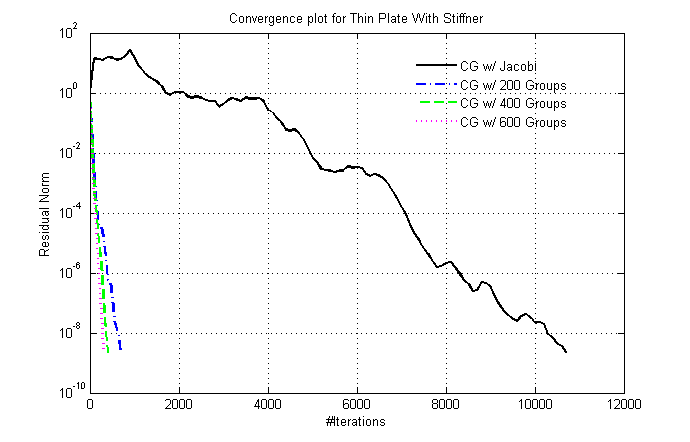 Convergence plot for Thin Plate With Stiffner
10^2
10^0
10^-2
10^-4
10^-6
10^-8
10^-10
Residual Norm
CG w/ Jacobi
CG w/ 200 Groups
CG w/ 400 Groups
CG w/ 600 Groups
0 2000 4000 6000 8000 10000 12000
#Iterations